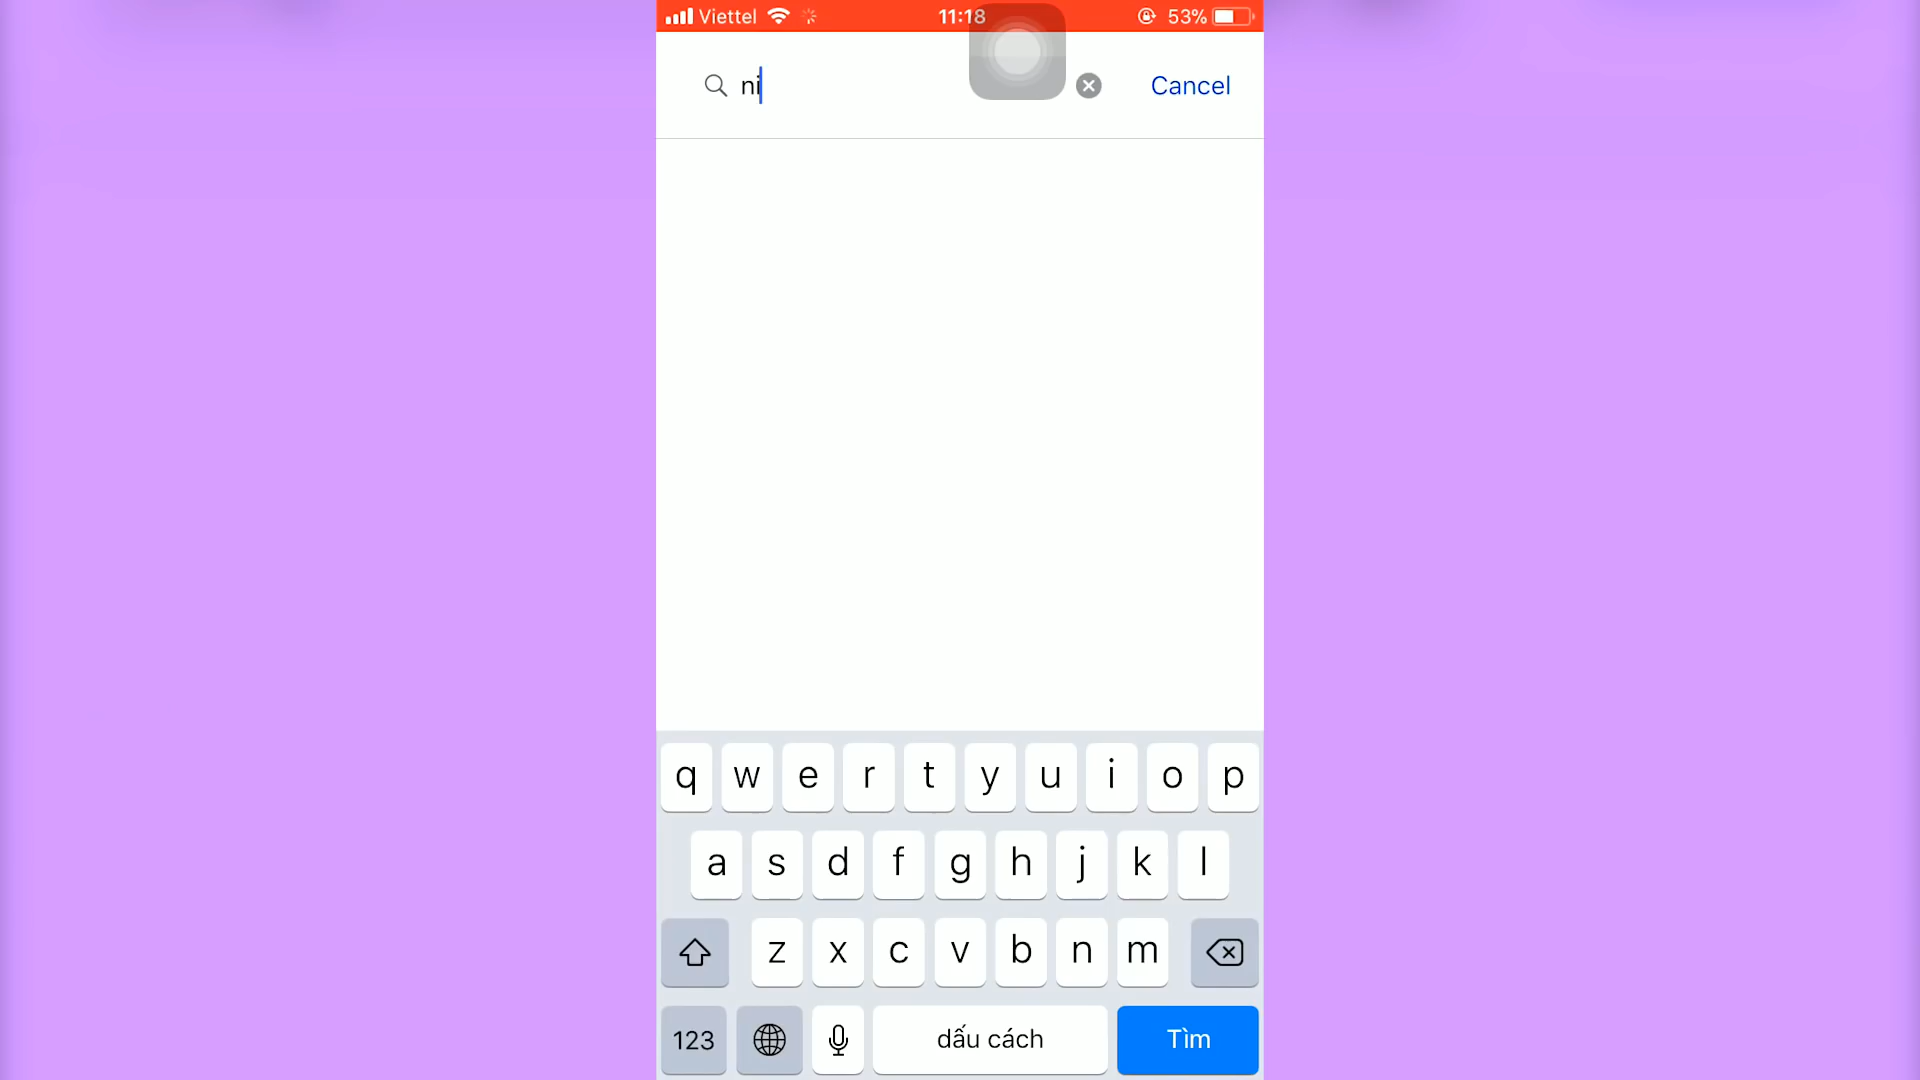 Viettel 11:18 53%
ni Cancel
q w e r t y u i o p
a s d f g h j k l
z x c v b n m
123 dấu cách Tìm